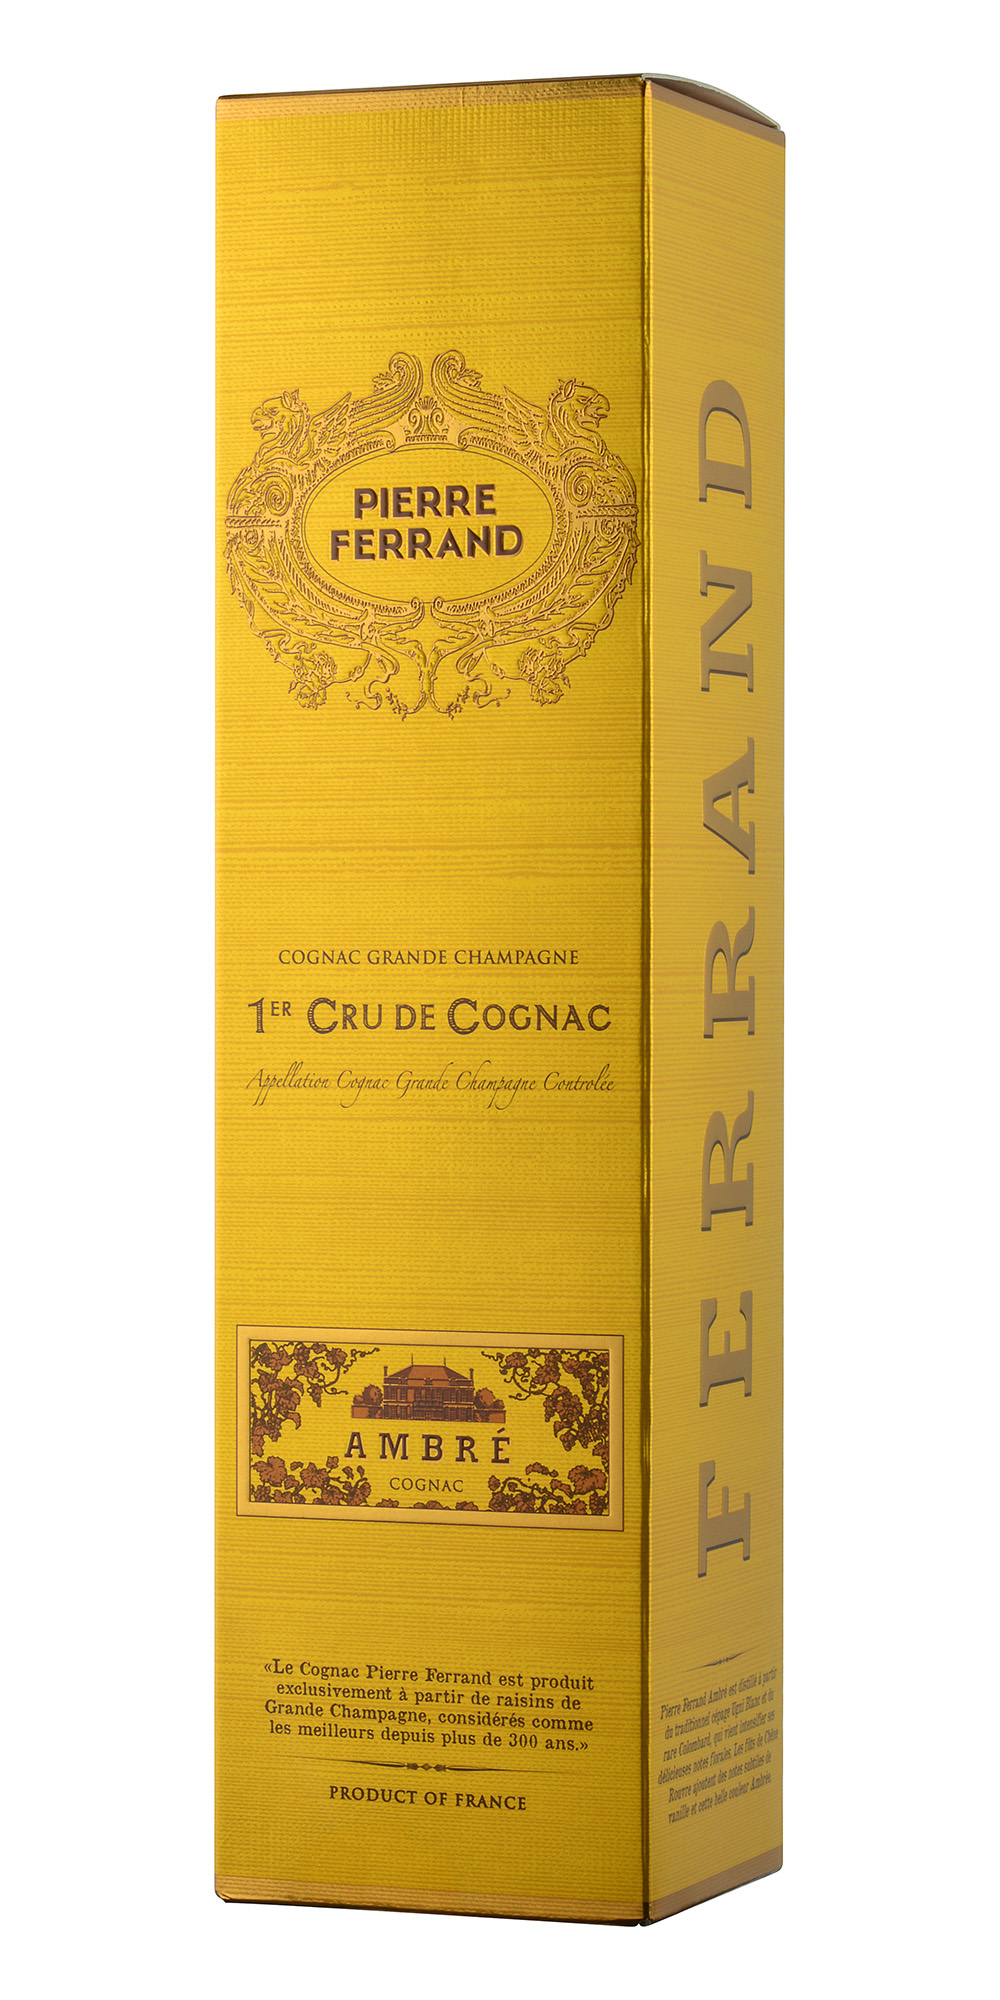 PIERRE
FERRAND
COGNAC GRANDE CHAMPAGNE
1ER CRU DE COGNAC
Appellation Cognac Grande Champagne Controlée
AMBRÉ
COGNAC
«Le Cognac Pierre Ferrand est produit
exclusivement à partir de raisins de
Grande Champagne, considérés comme
les meilleurs depuis plus de 300 ans.»
PRODUCT OF FRANCE
FERRAND
Pierre Ferrand Ambré est distillé à partir
du traditionnel cépage Ugni Blanc et du
rare Colombard, qui vient intensifier ses
délicieuses notes florales. Les fûts de Chêne
Rouvre ajoutent des notes subtiles de
vanille et cette belle couleur Ambrée.